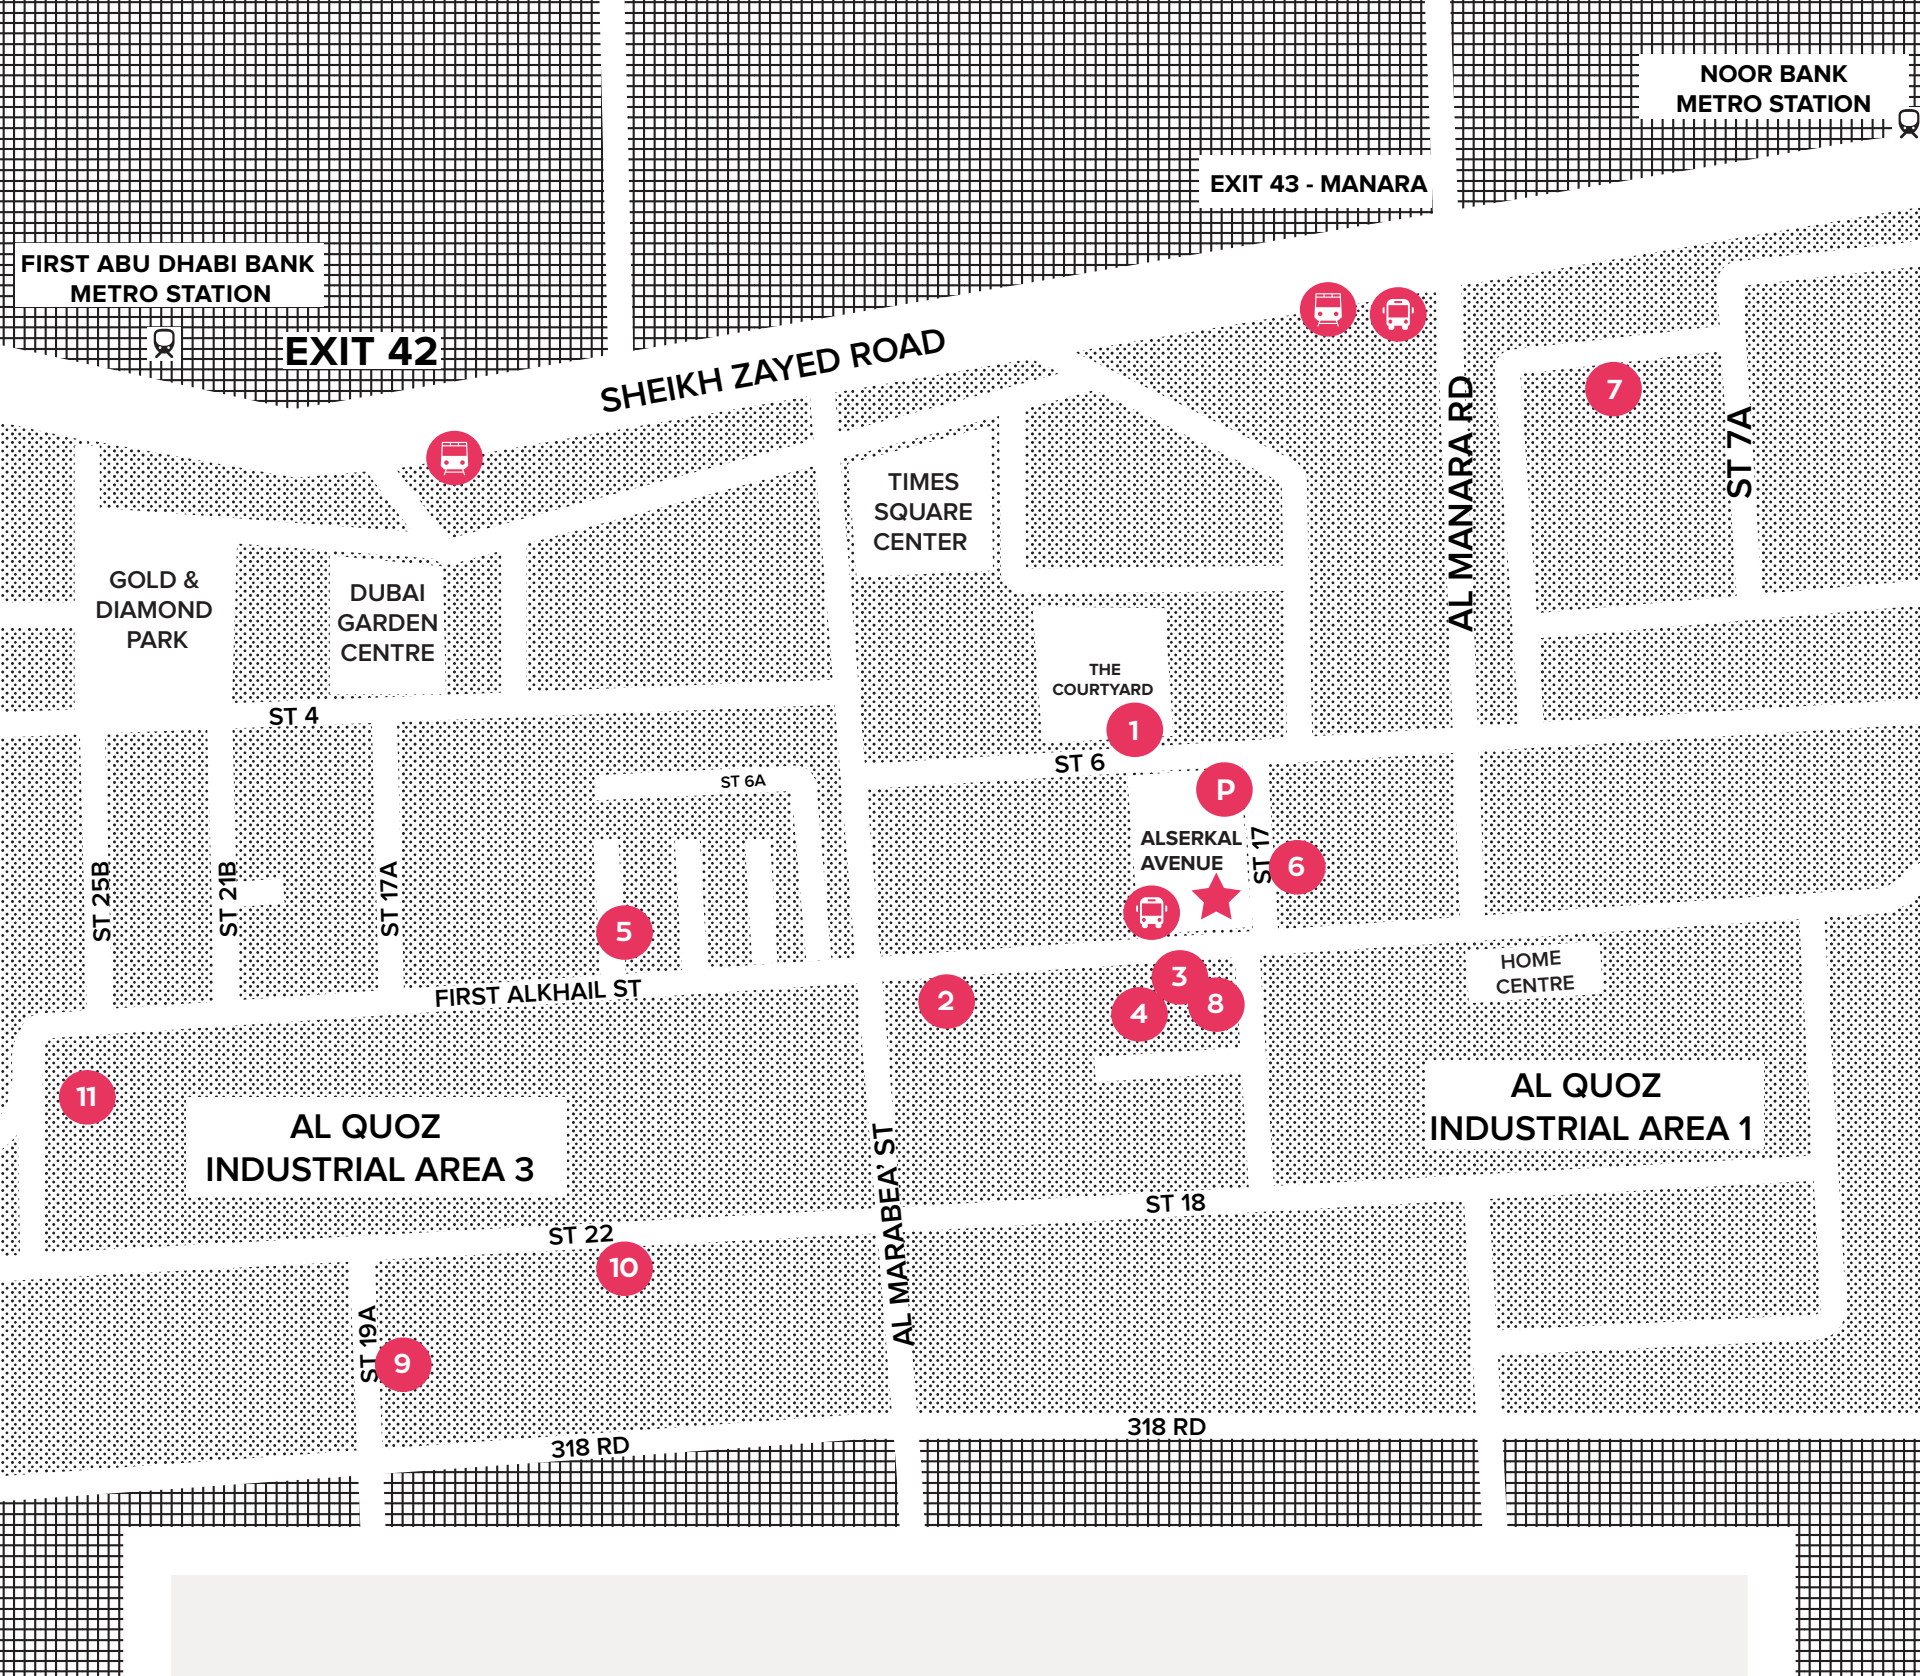 NOOR BANK
METRO STATION
EXIT 43 - MANARA
FIRST ABU DHABI BANK
METRO STATION
EXIT 42
SHEIKH ZAYED ROAD
7
AL MANARA RD
ST 7A
TIMES
SQUARE
CENTER
GOLD &
DIAMOND
PARK
DUBAI
GARDEN
CENTRE
THE
COURTYARD
1
ST 4
ST 6
ST 6A
P
ALSERKAL
AVENUE
ST 17
6
ST 25B
ST 21B
ST 17A
5
FIRST ALKHAIL ST
2
3
4
8
HOME
CENTRE
11
AL QUOZ
INDUSTRIAL AREA 3
AL QUOZ
INDUSTRIAL AREA 1
AL MARABEA' ST
ST 18
ST 22
10
ST 19A
9
318 RD
318 RD